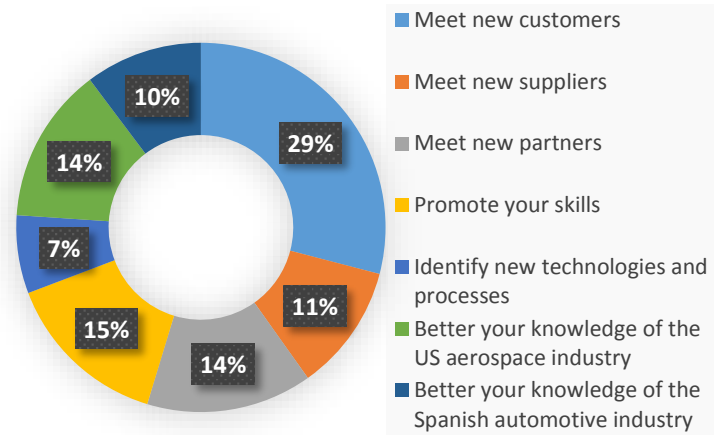 29%
11%
14%
15%
7%
14%
10%
Meet new customers
Meet new suppliers
Meet new partners
Promote your skills
Identify new technologies and
processes
Better your knowledge of the
US aerospace industry
Better your knowledge of the
Spanish automotive industry